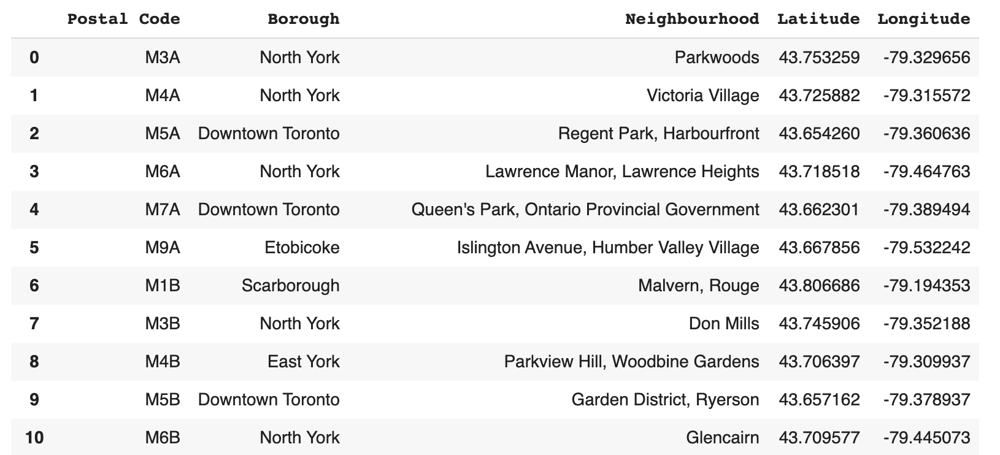 Postal Code Borough Neighbourhood Latitude Longitude
0 M3A North York Parkwoods 43.753259 -79.329656
1 M4A North York Victoria Village 43.725882 -79.315572
2 M5A Downtown Toronto Regent Park, Harbourfront 43.654260 -79.360636
3 M6A North York Lawrence Manor, Lawrence Heights 43.718518 -79.464763
4 M7A Downtown Toronto Queen's Park, Ontario Provincial Government 43.662301 -79.389494
5 M9A Etobicoke Islington Avenue, Humber Valley Village 43.667856 -79.532242
6 M1B Scarborough Malvern, Rouge 43.806686 -79.194353
7 M3B North York Don Mills 43.745906 -79.352188
8 M4B East York Parkview Hill, Woodbine Gardens 43.706397 -79.309937
9 M5B Downtown Toronto Garden District, Ryerson 43.657162 -79.378937
10 M6B North York Glencairn 43.709577 -79.445073